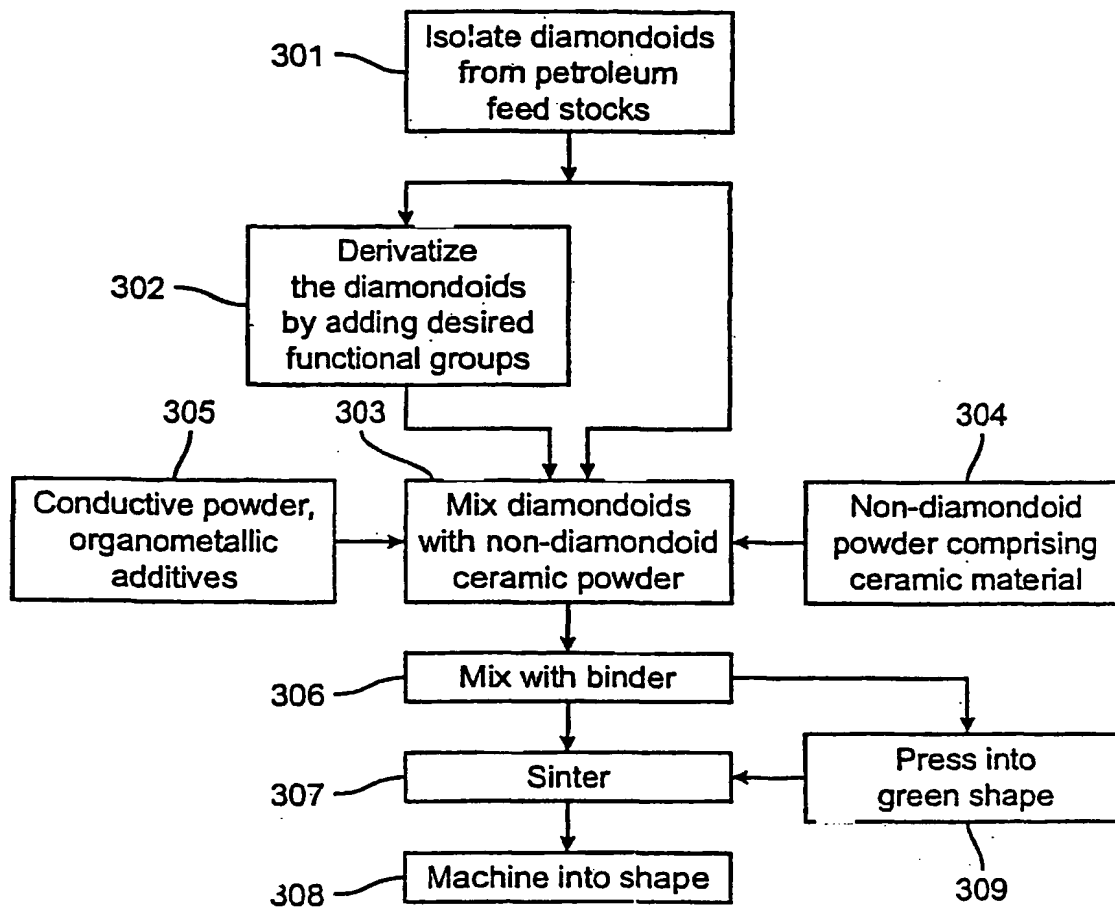 301
Isolate diamondoids
from petroleum
feed stocks
302
Derivatize
the diamondoids
by adding desired
functional groups
305
303
304
Conductive powder,
organometallic
additives
Mix diamondoids
with non-diamondoid
ceramic powder
Non-diamondoid
powder comprising
ceramic material
306
Mix with binder
307
Sinter
Press into
green shape
308
Machine into shape
309